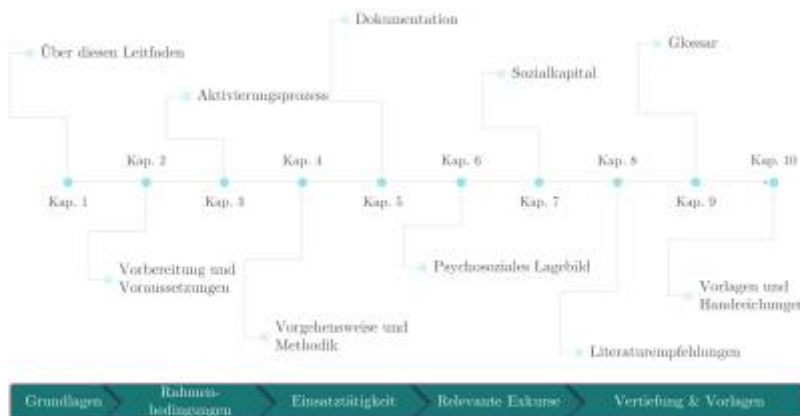 Dokumentation
Über diesen Leitfaden
Glossar
Sozialkapital
Aktivierungsprozess
Kap. 2
Kap. 4
Kap. 6
Kap. 8
Kap. 10
Kap. 1
Kap. 3
Kap. 5
Kap. 7
Kap. 9
Vorbereitung und
Voraussetzungen
Psychosoziales Lagebild
Vorlagen und
Handreichungen
Vorgehensweise und
Methodik
Literaturempfehlungen
Grundlagen
Rahmen-
bedingungen
Einsatztätigkeit
Relevante Exkurse
Vertiefung & Vorlagen